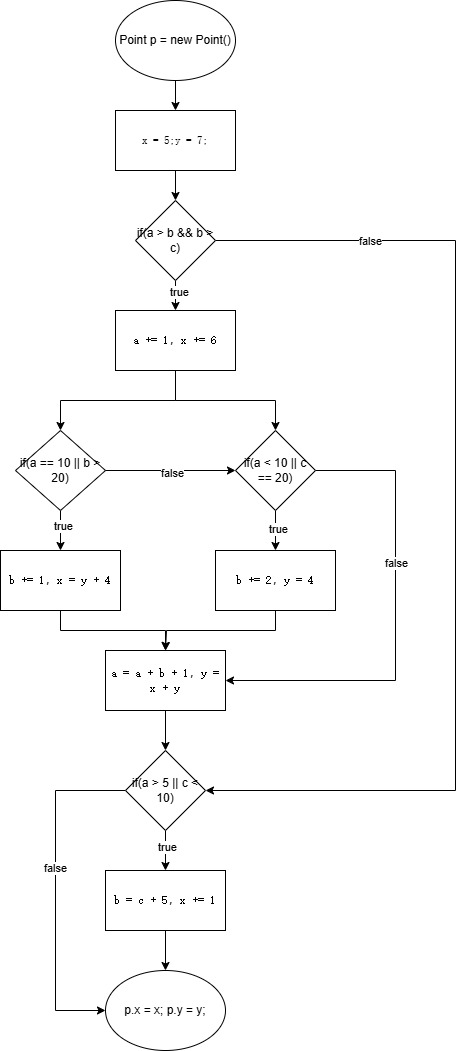 Point p = new Point()
x = 5;y = 7;
if(a > b && b >
c)
false
true
a += 1, x += 6
if(a == 10 || b >
20)
false
if(a < 10 || c
== 20)
true
true
false
b += 1, x = y + 4
b += 2, y = 4
a = a + b + 1, y =
x + y
if(a > 5 || c <
10)
true
false
b = c + 5, x += 1
p.x = x; p.y = y;